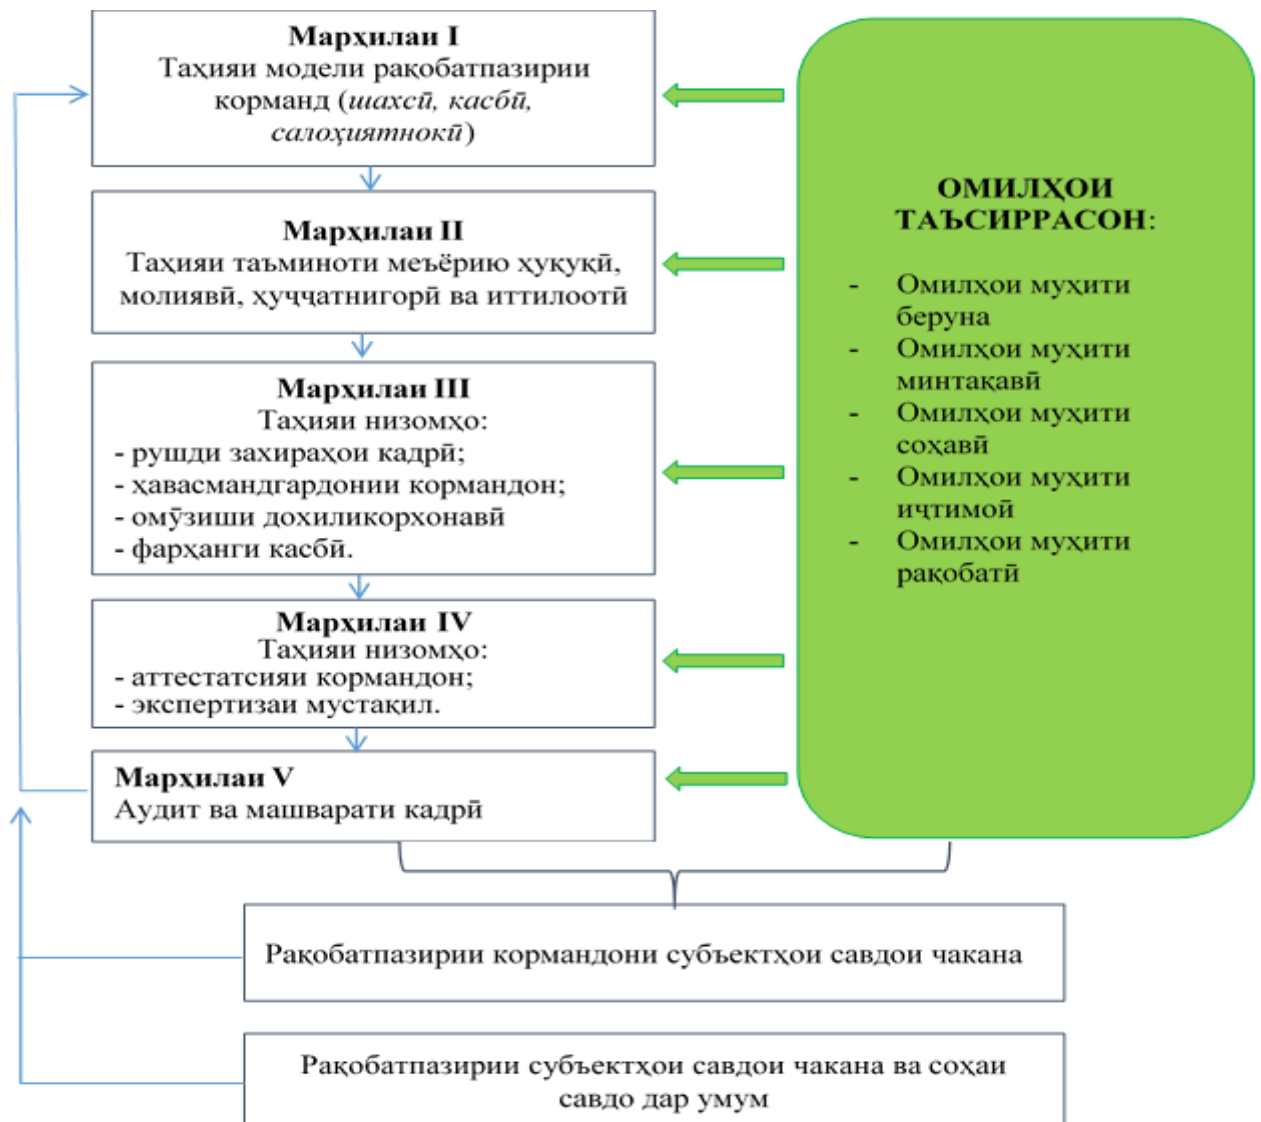 Марҳилаи I
Таҳияи модели рақобатпазирии
корманд (шахсӣ, касбӣ,
салоҳиятнокӣ)
Марҳилаи II
Таҳияи таъминоти меъёрию ҳуқуқӣ,
молиявӣ, ҳуҷҷатнигорӣ ва иттилоотӣ
Марҳилаи III
Таҳияи низомҳо:
- рушди захираҳои кадрӣ;
- ҳавасмандгардонии кормандон;
- омӯзиши дохиликорхонавӣ
- фарҳанги касбӣ.
Марҳилаи IV
Таҳияи низомҳо:
- аттестатсияи кормандон;
- экспертизаи мустақил.
Марҳилаи V
Аудит ва машварати кадрӣ
ОМИЛҲОИ
ТАЪСИРРАСОН:
- Омилҳои муҳити
беруна
- Омилҳои муҳити
минтақавӣ
- Омилҳои муҳити
соҳавӣ
- Омилҳои муҳити
иҷтимоӣ
- Омилҳои муҳити
рақобатӣ
Рақобатпазирии кормандони субъектҳои савдои чакана
Рақобатпазирии субъектҳои савдои чакана ва соҳаи
савдо дар умум